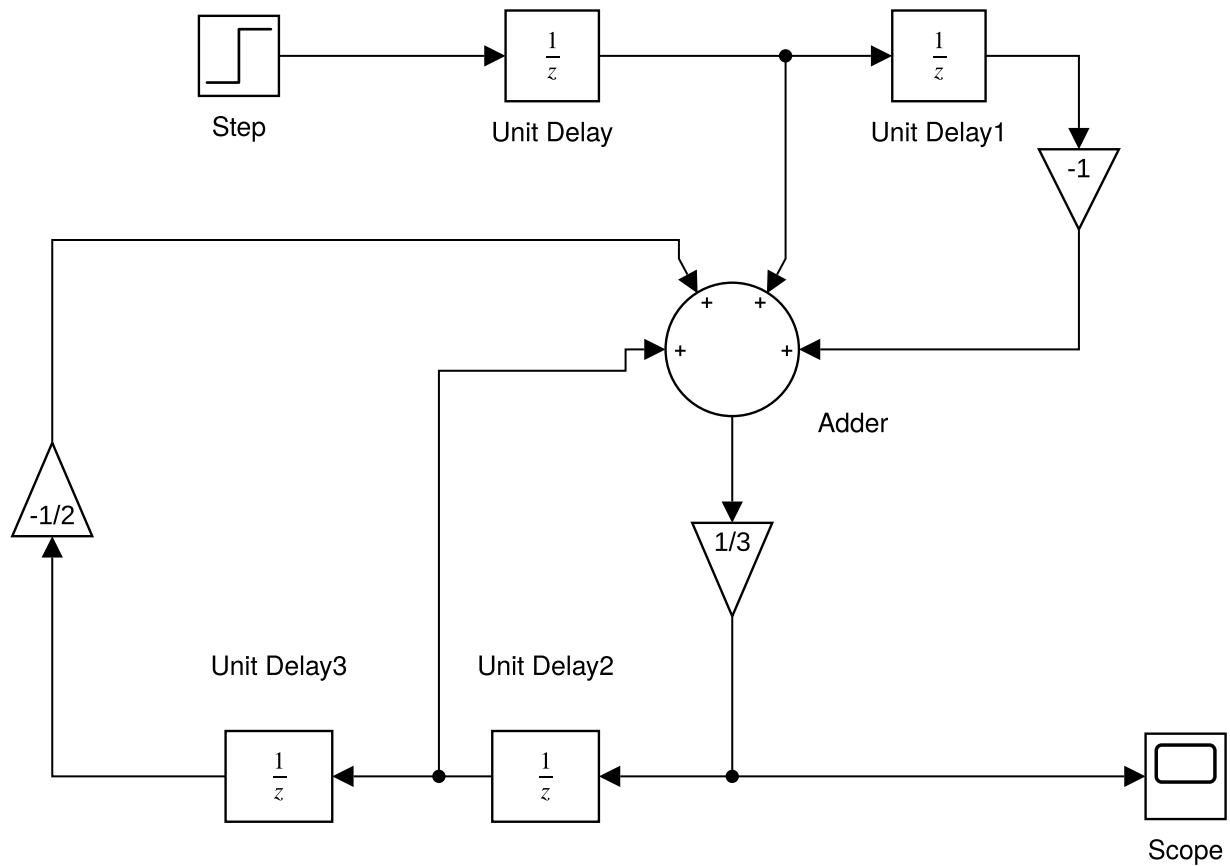 1
z
1
z
Step
Unit Delay
Unit Delay1
-1
+ +
+ +
Adder
-1/2
1/3
Unit Delay3
Unit Delay2
1
z
1
z
Scope